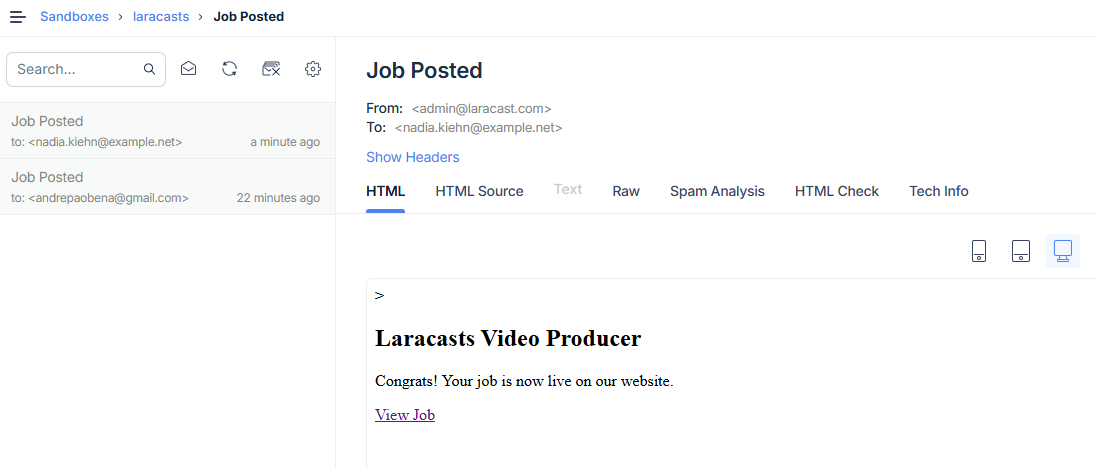 Sandboxes > laracasts > Job Posted
Search...
Job Posted
to: <nadia.kiehn@example.net> a minute ago
Job Posted
to: <andrepaobena@gmail.com> 22 minutes ago
Job Posted
From: <admin@laracast.com>
To: <nadia.kiehn@example.net>
Show Headers
HTML HTML Source Text Raw Spam Analysis HTML Check Tech Info
>
Laracasts Video Producer
Congrats! Your job is now live on our website.
View Job